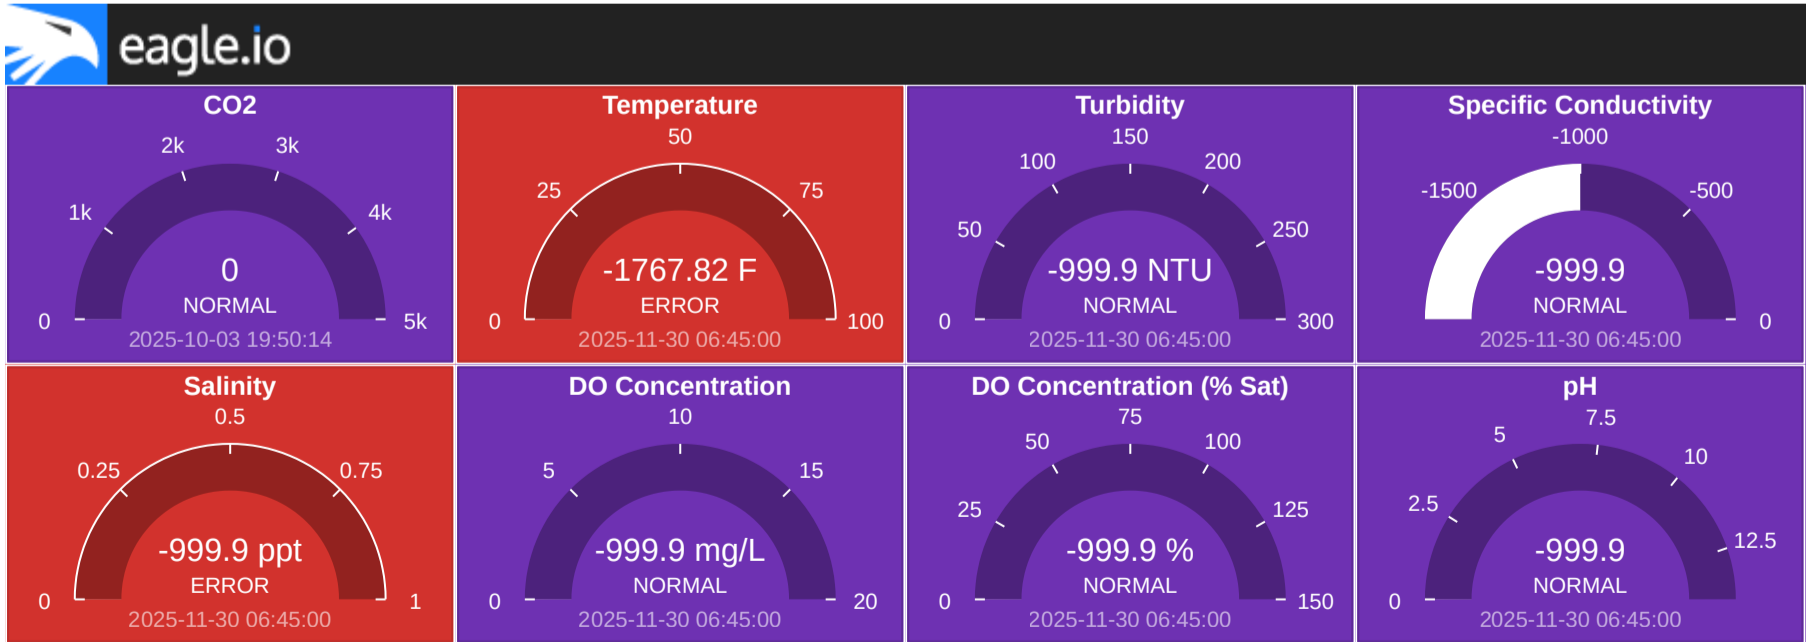 eagle.io
CO2
0
1k
2k
3k
4k
5k
0
NORMAL
2025-10-03 19:50:14
Temperature
0
25
50
75
100
-1767.82 F
ERROR
2025-11-30 06:45:00
Turbidity
0
50
100
150
200
250
300
-999.9 NTU
NORMAL
2025-11-30 06:45:00
Specific Conductivity
-1500
-1000
-500
0
-999.9
NORMAL
2025-11-30 06:45:00
Salinity
0
0.25
0.5
0.75
1
-999.9 ppt
ERROR
2025-11-30 06:45:00
DO Concentration
0
5
10
15
20
-999.9 mg/L
NORMAL
2025-11-30 06:45:00
DO Concentration (% Sat)
0
25
50
75
100
125
150
-999.9 %
NORMAL
2025-11-30 06:45:00
pH
0
2.5
5
7.5
10
12.5
-999.9
NORMAL
2025-11-30 06:45:00